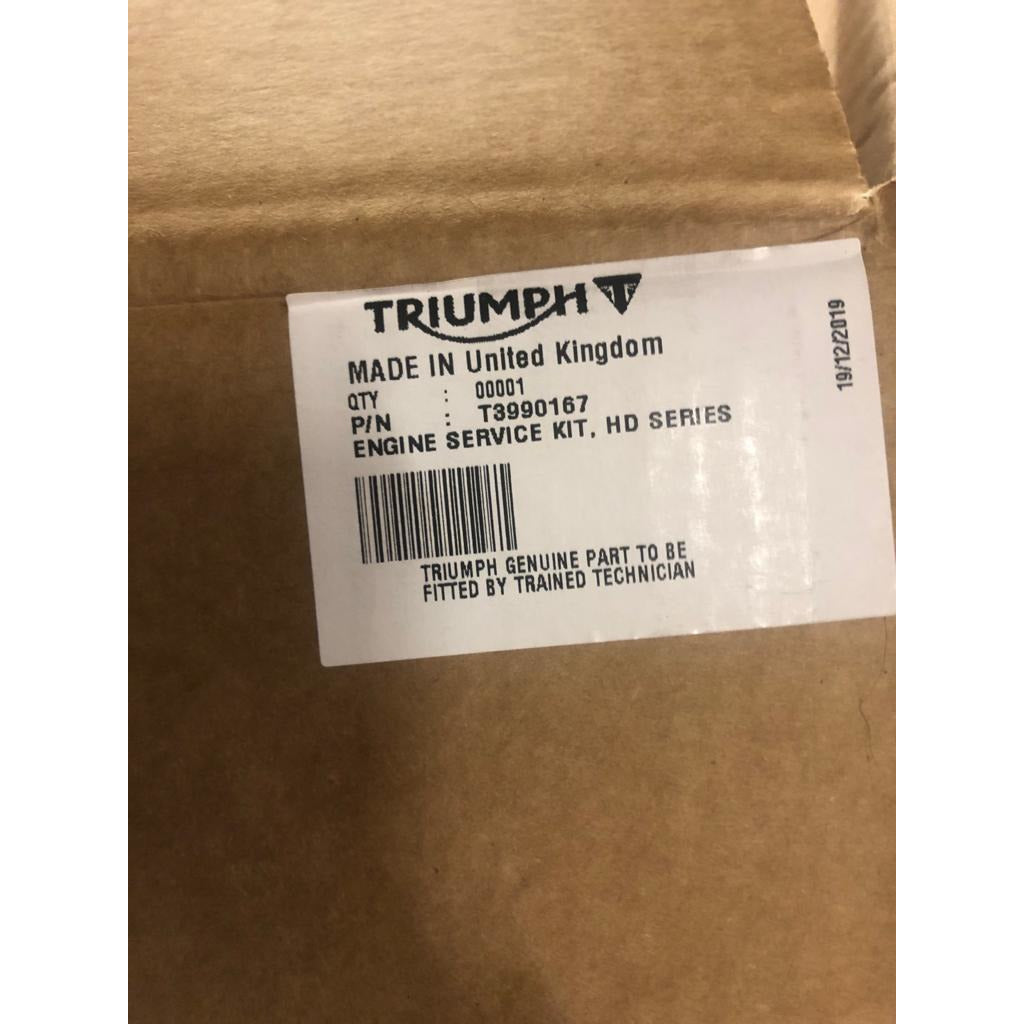 TRIUMPH
MADE IN United Kingdom
QTY : 00001
P/N : T3990167
ENGINE SERVICE KIT, HD SERIES
TRIUMPH GENUINE PART TO BE
FITTED BY TRAINED TECHNICIAN
19/12/2019